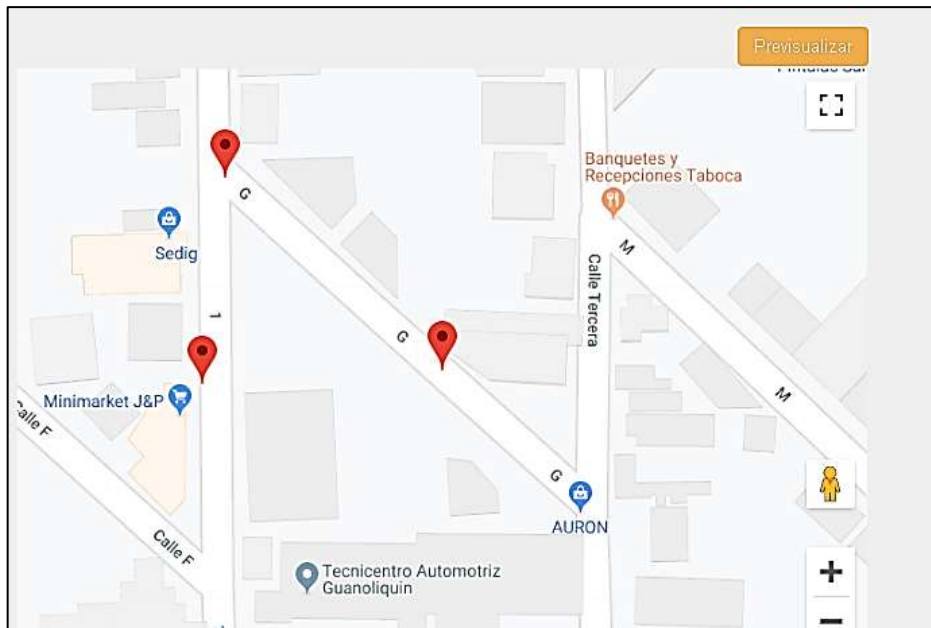 Previsualizar
Banquetes y
Recepciones Taboca
G
Sedig
M
Calle Tercera
1
G
Minimarket J&P
M
Calle F
G
AURON
Calle F
Tecnicentro Automotriz
Guanoliquin